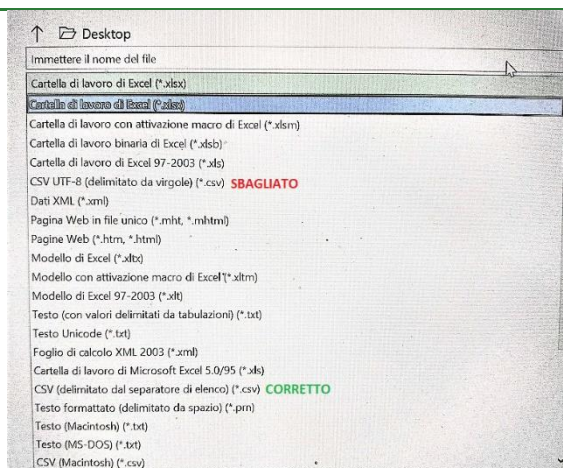 Desktop
Immettere il nome del file
Cartella di lavoro di Excel (*.xlsx)
Cartella di lavoro di Excel (*.xlsx)
Cartella di lavoro con attivazione macro di Excel (*.xlsm)
Cartella di lavoro binaria di Excel (*.xlsb)
Cartella di lavoro di Excel 97-2003 (*.xls)
CSV UTF-8 (delimitato da virgole) (*.csv) SBAGLIATO
Dati XML (*.xml)
Pagina Web in file unico (*.mht, *.mhtml)
Pagine Web (*.htm, *.html)
Modello di Excel (*.xltx)
Modello con attivazione macro di Excel (*.xltm)
Modello di Excel 97-2003 (*.xlt)
Testo (con valori delimitati da tabulazioni) (*.txt)
Testo Unicode (*.txt)
Foglio di calcolo XML 2003 (*.xml)
Cartella di lavoro di Microsoft Excel 5.0/95 (*.xls)
CSV (delimitato dal separatore di elenco) (*.csv) CORRETTO
Testo formattato (delimitato da spazio) (*.prn)
Testo (Macintosh) (*.txt)
Testo (MS-DOS) (*.txt)
CSV (Macintosh) (*.csv)